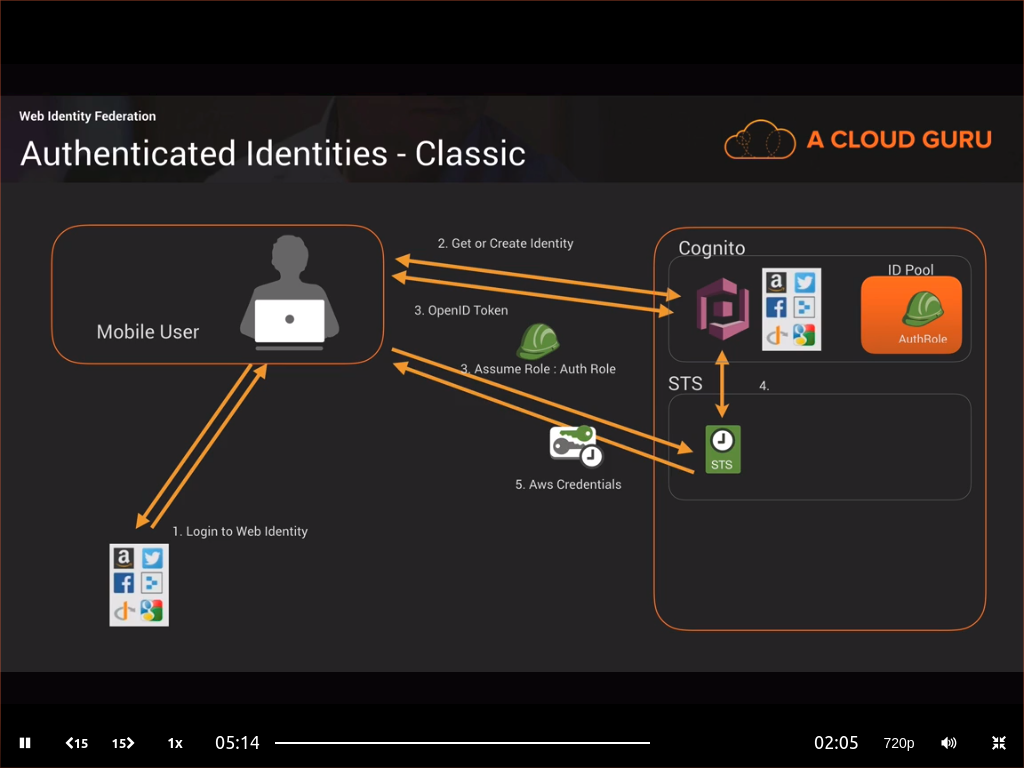 Web Identity Federation
Authenticated Identities - Classic
A CLOUD GURU
2. Get or Create Identity
Cognito
ID Pool
a
Mobile User
3. OpenID Token
AuthRole
3. Assume Role : Auth Role
STS
4.
STS
5. Aws Credentials
1. Login to Web Identity
a
15
15
1x
05:14
02:05
720p